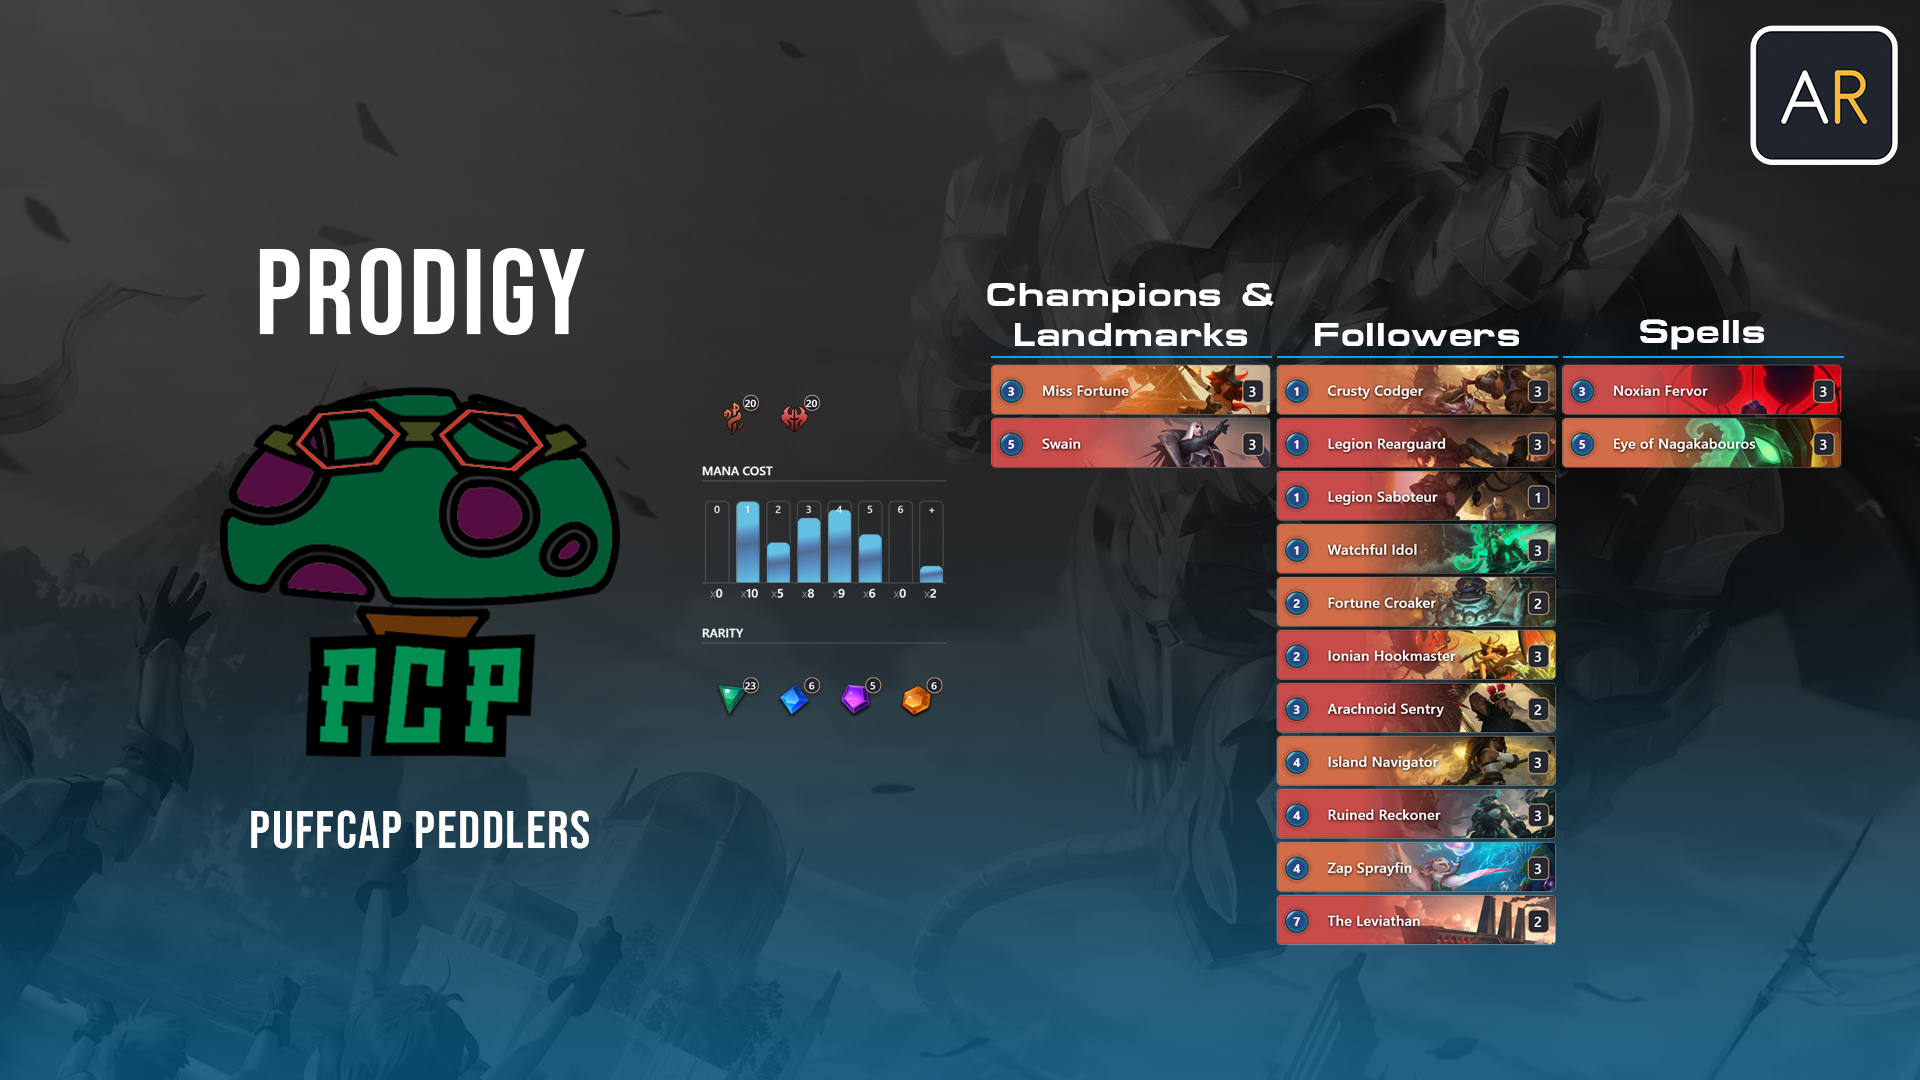 AR
PRODIGY
PCP
PUFFCAP PEDDLERS
20 20
MANA COST
0 1 2 3 4 5 6 +
x0 x10 x5 x8 x9 x6 x0 x2
RARITY
23 6 5 6
Champions &
Landmarks
3 Miss Fortune 3
5 Swain 3
Followers
1 Crusty Codger 3
1 Legion Rearguard 3
1 Legion Saboteur 1
1 Watchful Idol 3
2 Fortune Croaker 2
2 Ionian Hookmaster 3
3 Arachnoid Sentry 2
4 Island Navigator 3
4 Ruined Reckoner 3
4 Zap Sprayfin 3
7 The Leviathan 2
Spells
3 Noxian Fervor 3
5 Eye of Nagakabouros 3